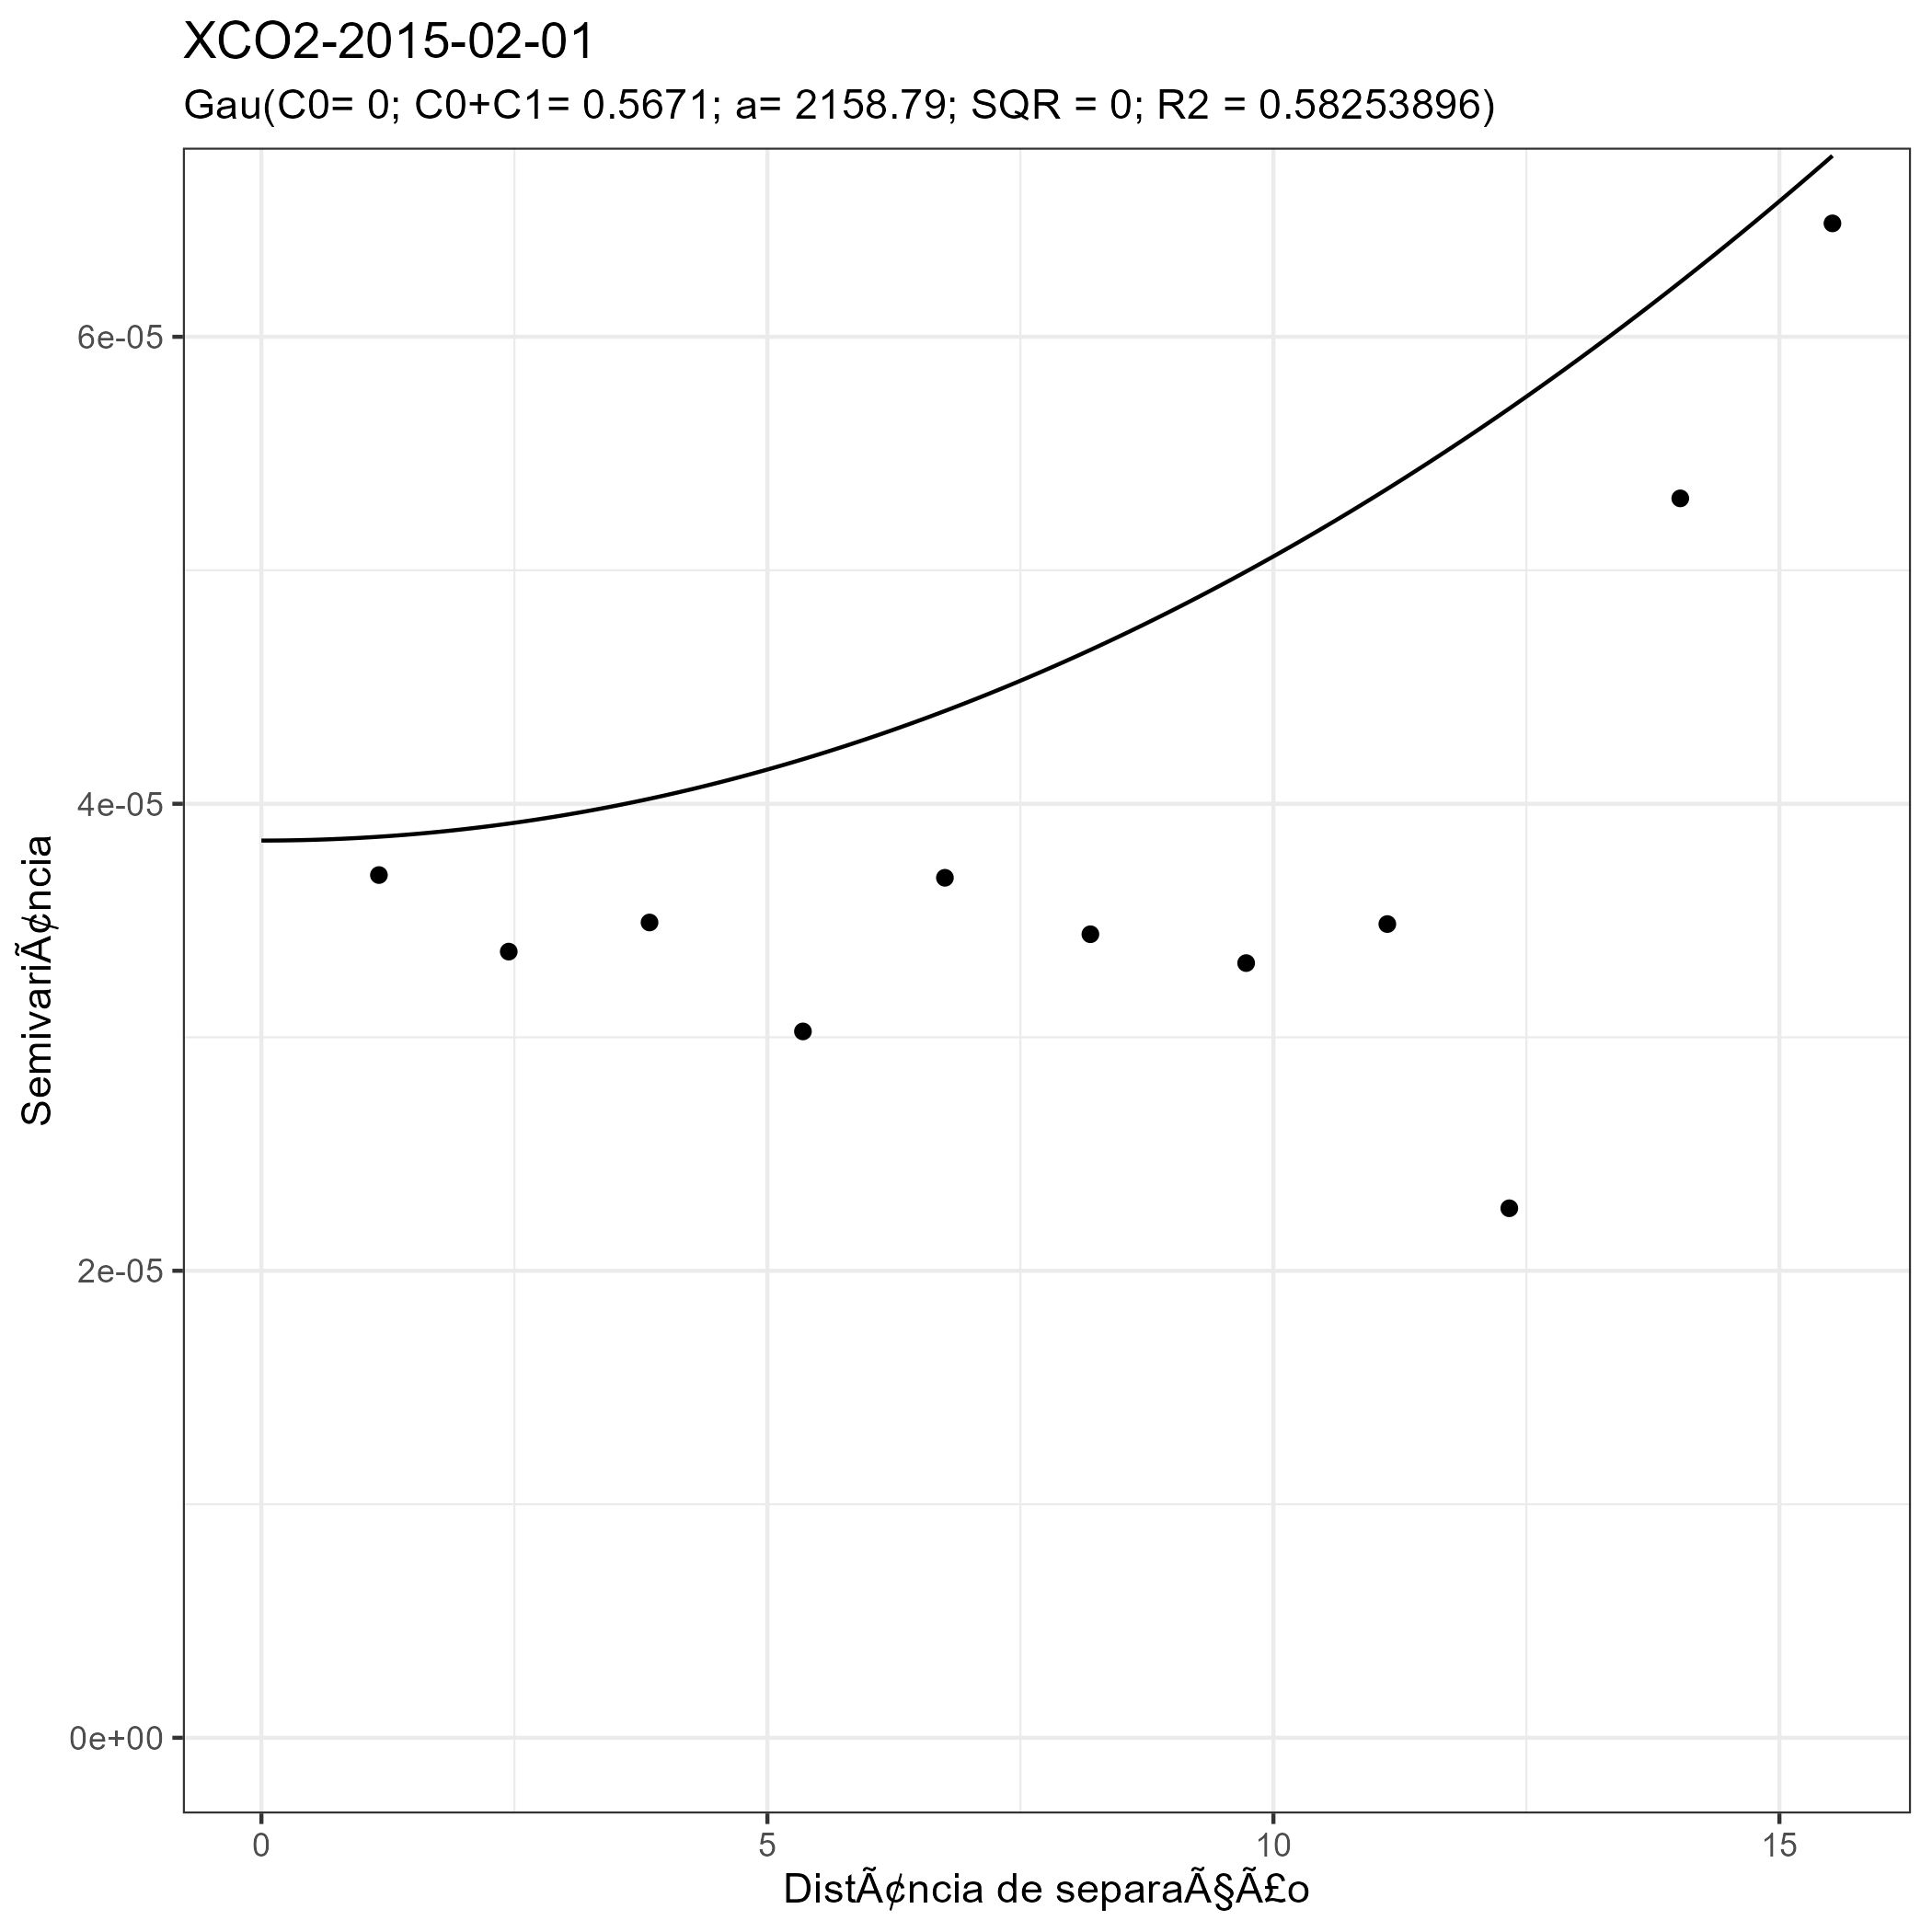 XCO2-2015-02-01
Gau(C0= 0; C0+C1= 0.5671; a= 2158.79; SQR = 0; R2 = 0.58253896)
6e-05
4e-05
2e-05
0e+00
SemivariÃ¢ncia
0
5
10
15
DistÃ¢ncia de separaÃ§Ã£o